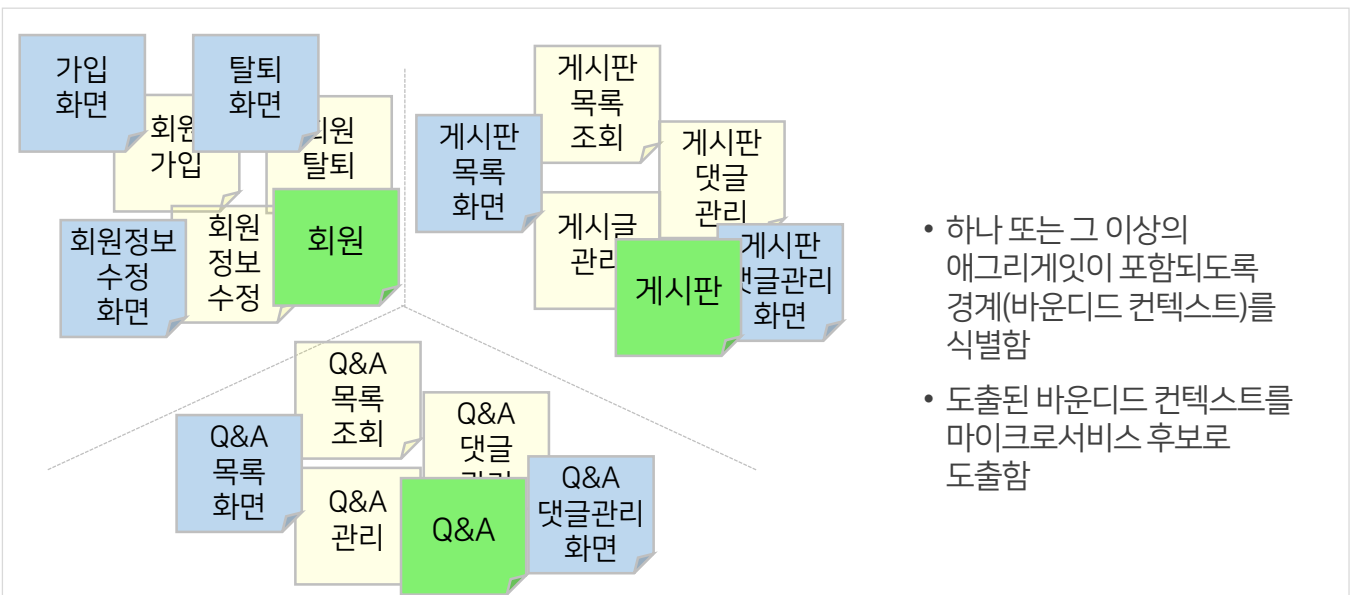 가입
화면
탈퇴
화면
회원
가입
회원
탈퇴
회원정보
수정
화면
회원
정보
수정
회원
게시판
목록
조회
게시판
목록
화면
게시판
댓글
관리
게시글
관리
게시판
게시판
댓글관리
화면
Q&A
목록
조회
Q&A
목록
화면
Q&A
댓글
Q&A
관리
Q&A
Q&A
댓글관리
화면
• 하나 또는 그 이상의
애그리게잇이 포함되도록
경계(바운디드 컨텍스트)를
식별함
• 도출된 바운디드 컨텍스트를
마이크로서비스 후보로
도출함